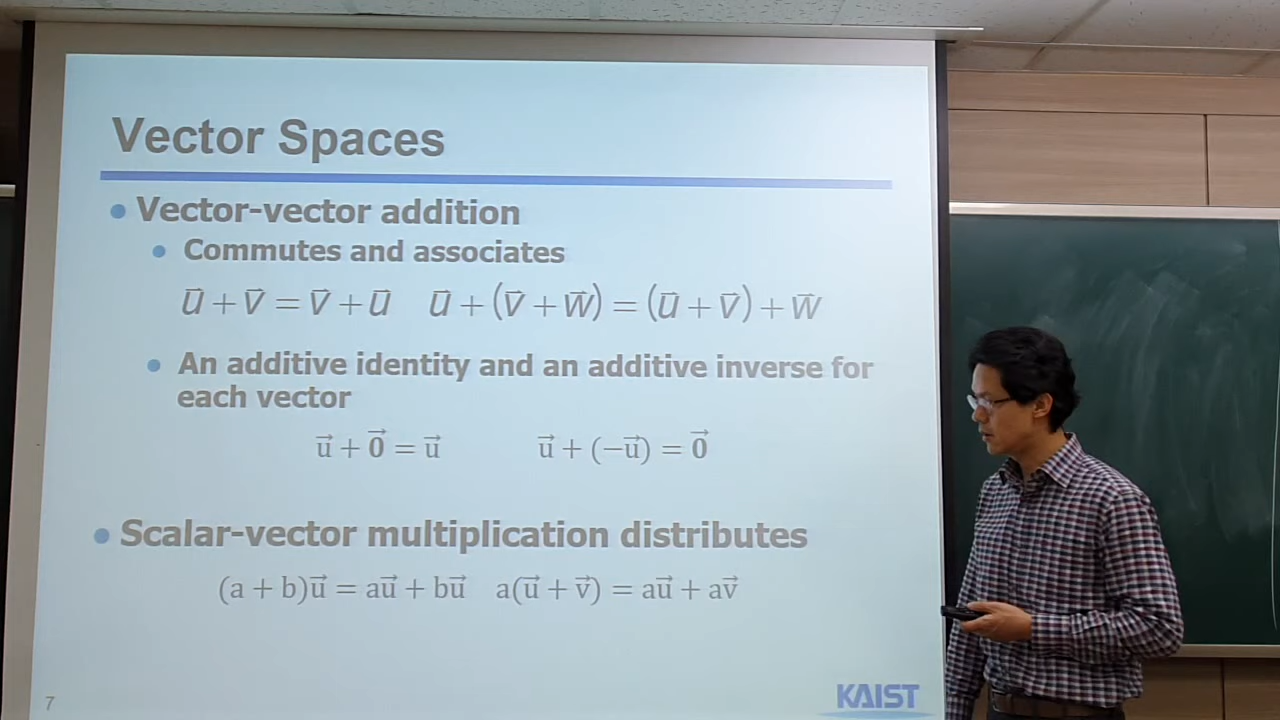 Vector Spaces
• Vector-vector addition
• Commutes and associates
u⃗ + v⃗ = v⃗ + u⃗   u⃗ + (v⃗ + w⃗) = (u⃗ + v⃗) + w⃗
• An additive identity and an additive inverse for
each vector
u⃗ + 0⃗ = u⃗   u⃗ + (−u⃗) = 0⃗
• Scalar-vector multiplication distributes
(a + b)u⃗ = au⃗ + bu⃗   a(u⃗ + v⃗) = au⃗ + av⃗
7
KAIST